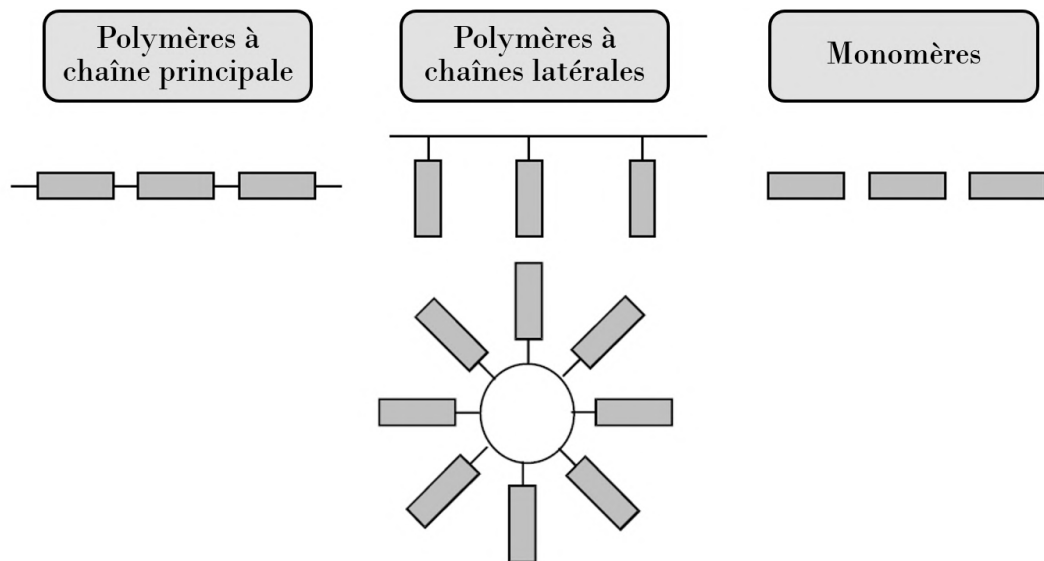 Polymères à
chaîne principale
Polymères à
chaînes latérales
Monomères